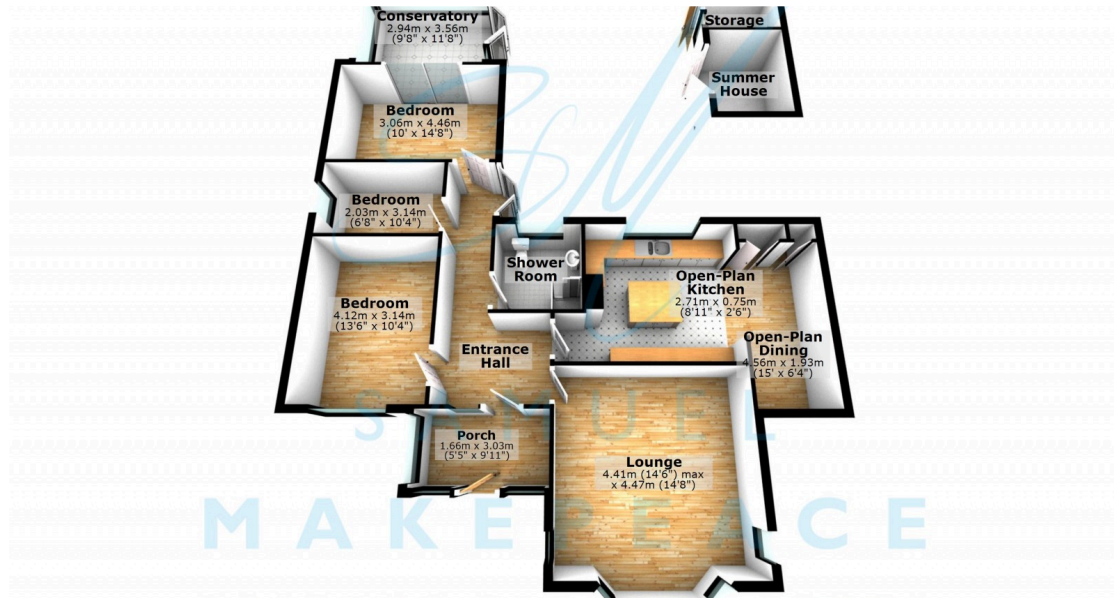 Conservatory
2.94m x 3.56m
(9'8" x 11'8")
Storage
Summer
House
Bedroom
3.06m x 4.46m
(10' x 14'8")
Bedroom
2.03m x 3.14m
(6'8" x 10'4")
Shower
Room
Open-Plan
Kitchen
2.71m x 0.75m
(8'11" x 2'6")
Bedroom
4.12m x 3.14m
(13'6" x 10'4")
Entrance
Hall
Open-Plan
Dining
4.56m x 1.93m
(15' x 6'4")
Porch
1.66m x 3.03m
(5'5" x 9'11")
Lounge
4.41m (14'6") max
x 4.47m (14'8")
SM
SAMUEL
MAKEPEACE